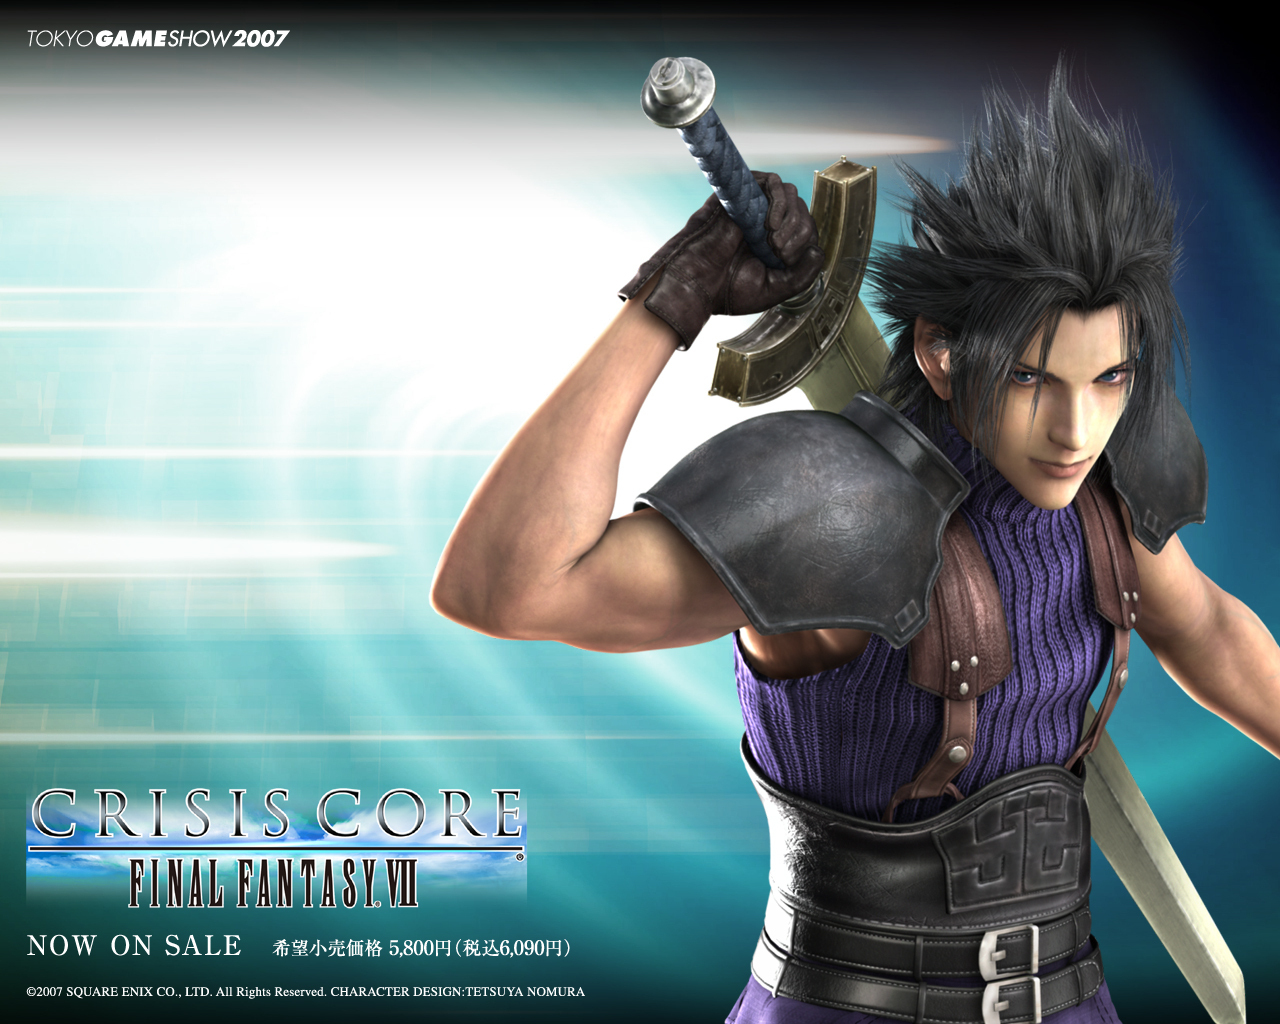 TOKYO GAME SHOW 2007
CRISIS CORE
FINAL FANTASY. VII
NOW ON SALE 希望小売価格 5,800円(税込6,090円)
©2007 SQUARE ENIX CO., LTD. All Rights Reserved. CHARACTER DESIGN:TETSUYA NOMURA